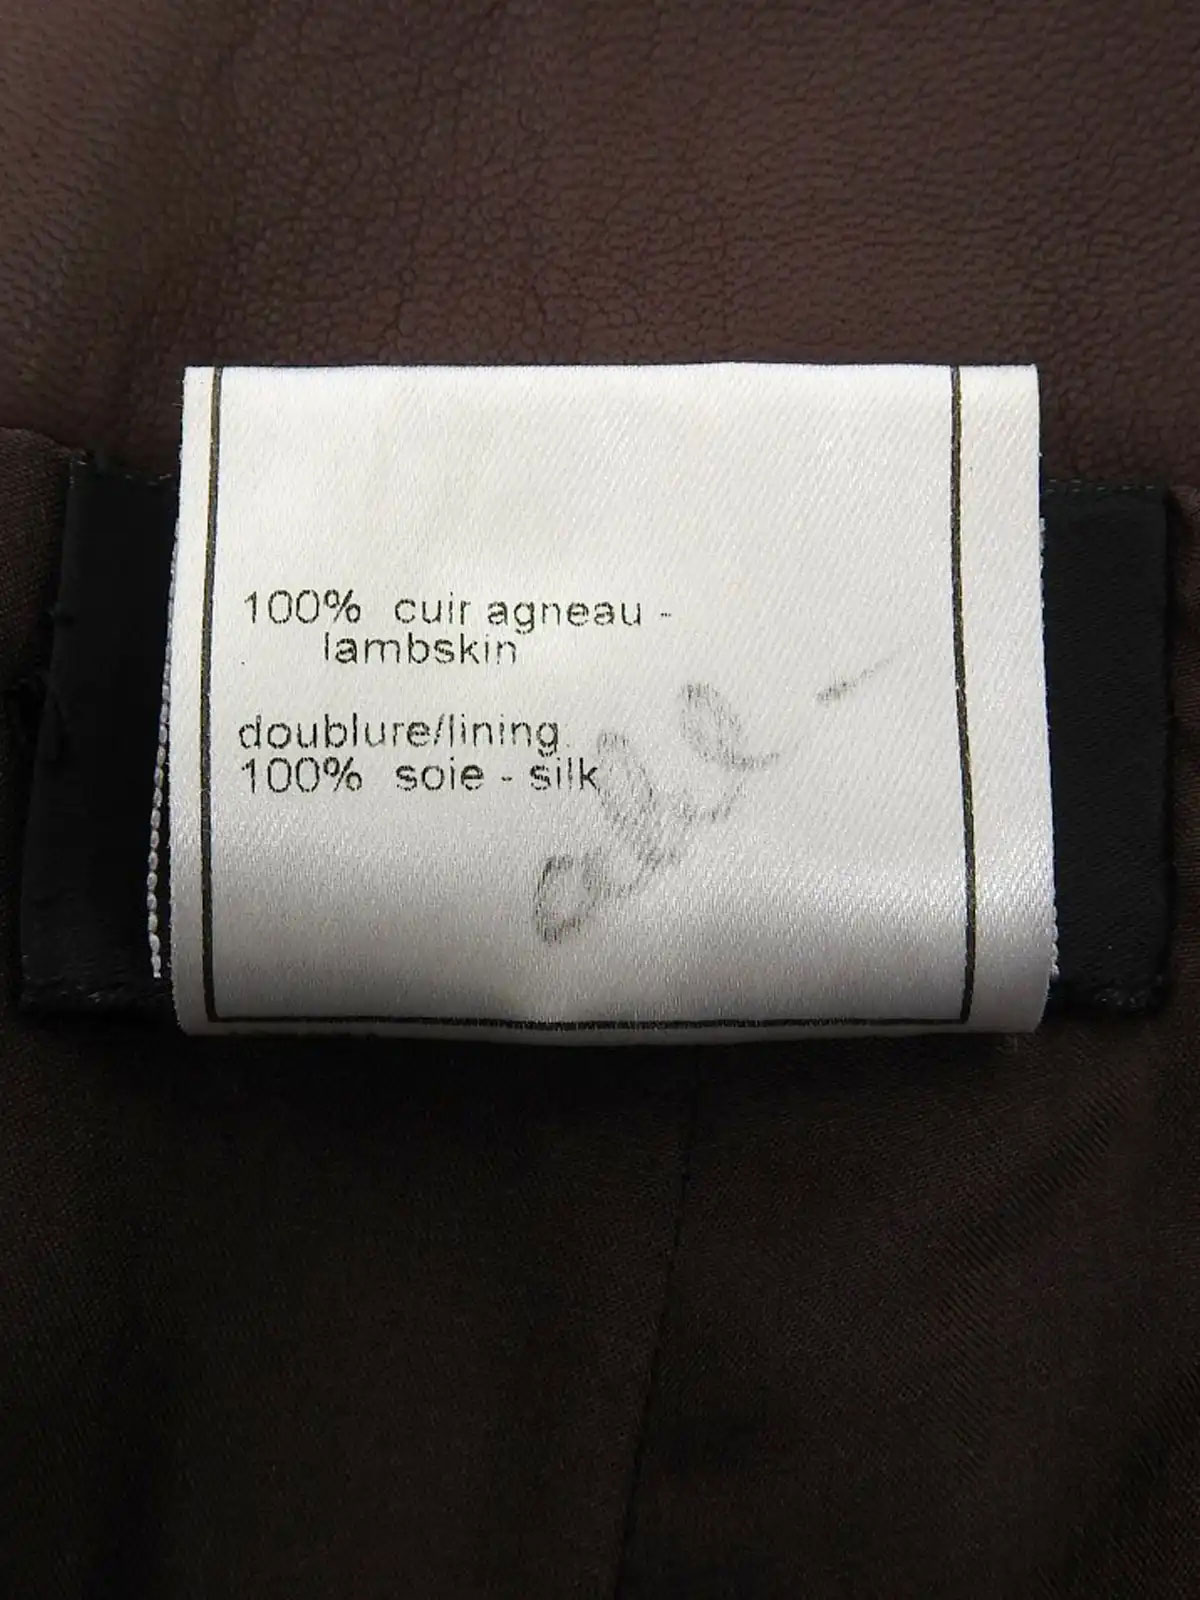 100% cuir agneau -
lambskin
doublure/lining
100% soie - silk